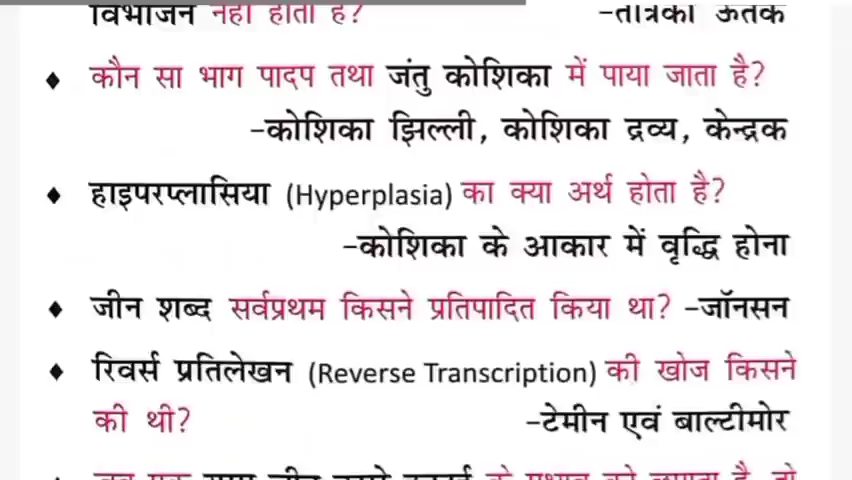 विभाजन नहीं होता है? -तंत्रिका ऊतक
♦ कौन सा भाग पादप तथा जंतु कोशिका में पाया जाता है?
-कोशिका झिल्ली, कोशिका द्रव्य, केन्द्रक
♦ हाइपरप्लासिया (Hyperplasia) का क्या अर्थ होता है?
-कोशिका के आकार में वृद्धि होना
♦ जीन शब्द सर्वप्रथम किसने प्रतिपादित किया था? -जॉनसन
♦ रिवर्स प्रतिलेखन (Reverse Transcription) की खोज किसने
की थी? -टेमीन एवं बाल्टीमोर